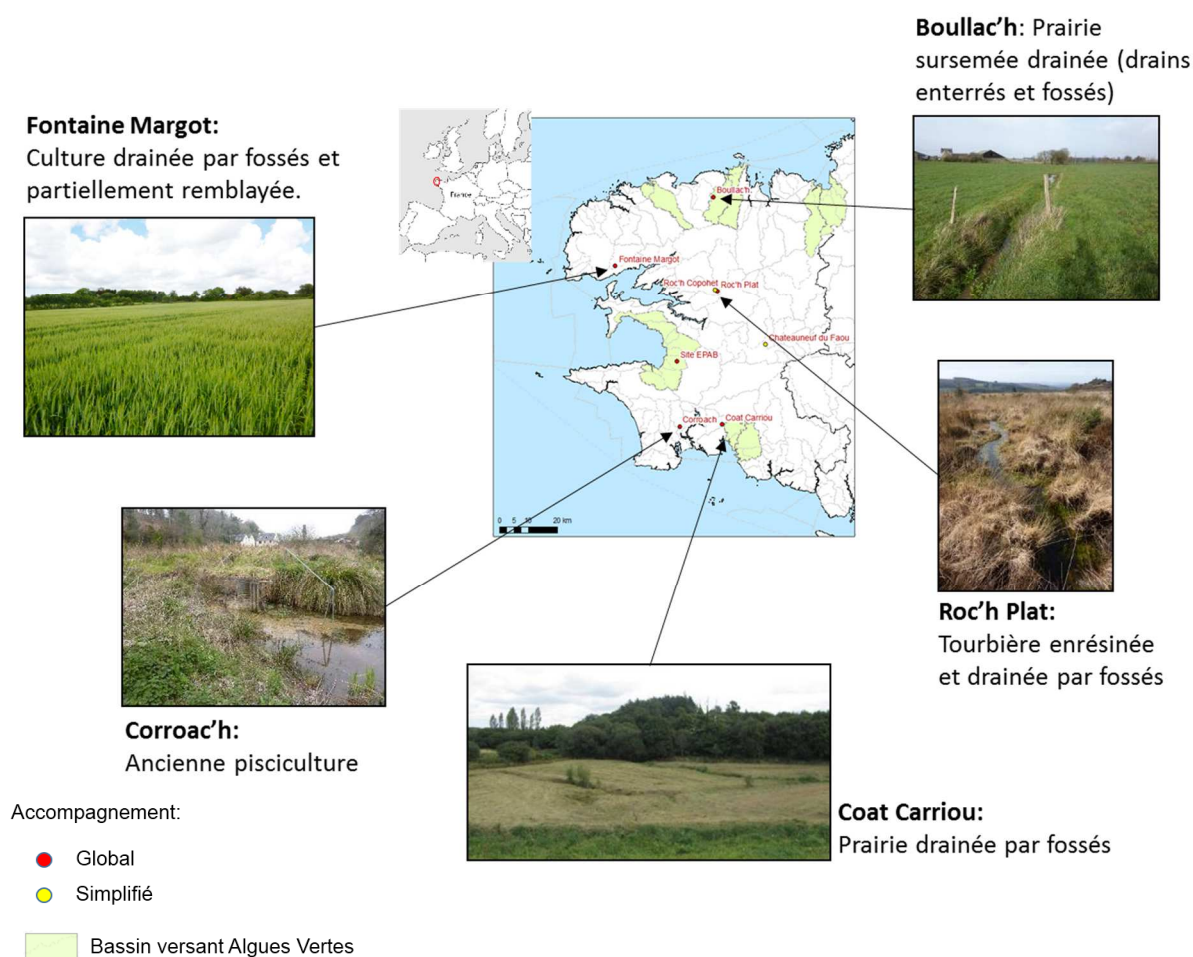 Boullac’h: Prairie
sursemée drainée (drains
enterrés et fossés)
Fontaine Margot:
Culture drainée par fossés et
partiellement remblayée.
France
Boullac'h
Fontaine Margot
Roc'h Copohet
Roc'h Plat
Chateauneuf du Faou
Site EPAB
Corroach
Coat Carriou
0 5 10 20 km
Roc’h Plat:
Tourbière enrésinée
et drainée par fossés
Corroac’h:
Ancienne pisciculture
Coat Carriou:
Prairie drainée par fossés
Accompagnement:
Global
Simplifié
Bassin versant Algues Vertes